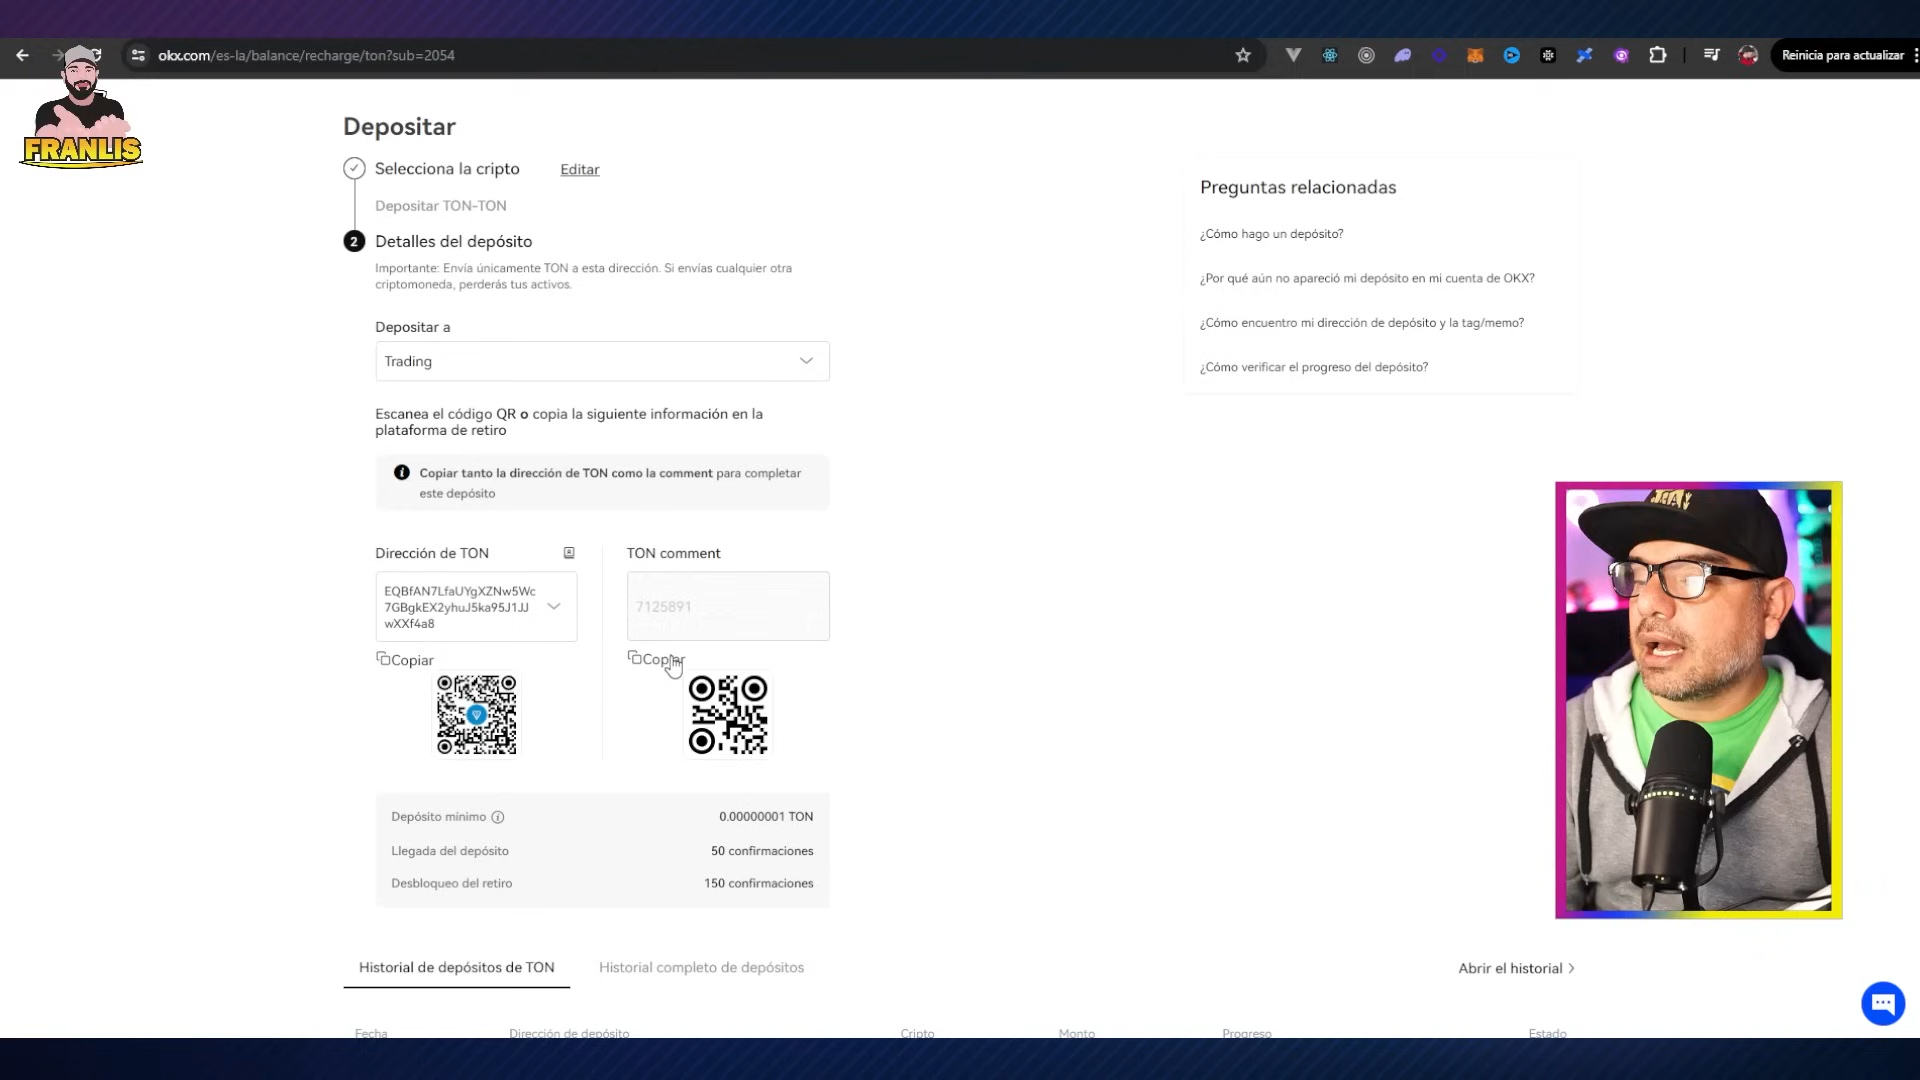 okx.com/es-la/balance/recharge/ton?sub=2054
Reinicia para actualizar
FRANLIS
Depositar
Selecciona la cripto
Editar
Depositar TON-TON
2
Detalles del depósito
Importante: Envía únicamente TON a esta dirección. Si envías cualquier otra
criptomoneda, perderás tus activos.
Depositar a
Trading
Escanea el código QR o copia la siguiente información en la
plataforma de retiro
Copiar tanto la dirección de TON como la comment para completar
este depósito
Dirección de TON
EQBfAN7LfaUYgXZNw5Wc
7GBgkEX2yhuJ5ka95J1JJ
wXXf4a8
Copiar
TON comment
7125891
Copiar
Depósito mínimo
0.00000001 TON
Llegada del depósito
50 confirmaciones
Desbloqueo del retiro
150 confirmaciones
Historial de depósitos de TON
Historial completo de depósitos
Abrir el historial
Fecha
Dirección de depósito
Cripto
Monto
Progreso
Estado
Preguntas relacionadas
¿Cómo hago un depósito?
¿Por qué aún no apareció mi depósito en mi cuenta de OKX?
¿Cómo encuentro mi dirección de depósito y la tag/memo?
¿Cómo verificar el progreso del depósito?